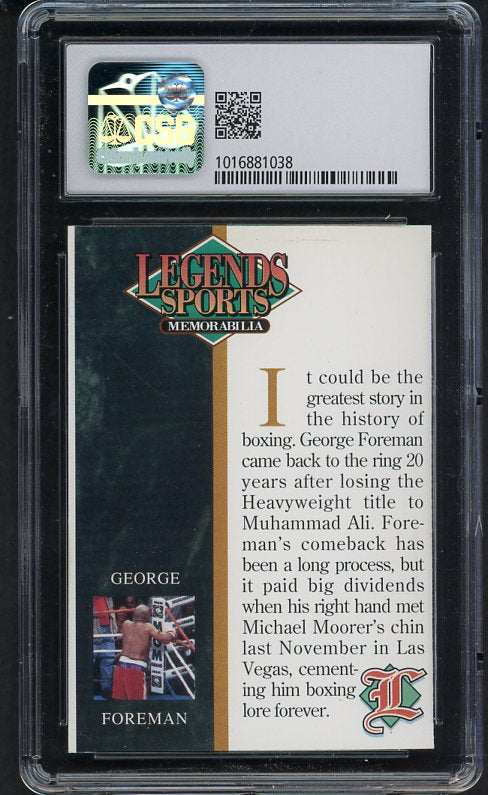 CSG
1016881038
LEGENDS
SPORTS
MEMORABILIA
It could be the
greatest story in
the history of
boxing. George Foreman
came back to the ring 20
years after losing the
Heavyweight title to
Muhammad Ali. Fore-
man's comeback has
been a long process, but
it paid big dividends
when his right hand met
Michael Moorer's chin
last November in Las
Vegas, cement-
ing him boxing
lore forever.
L
GEORGE
FOREMAN